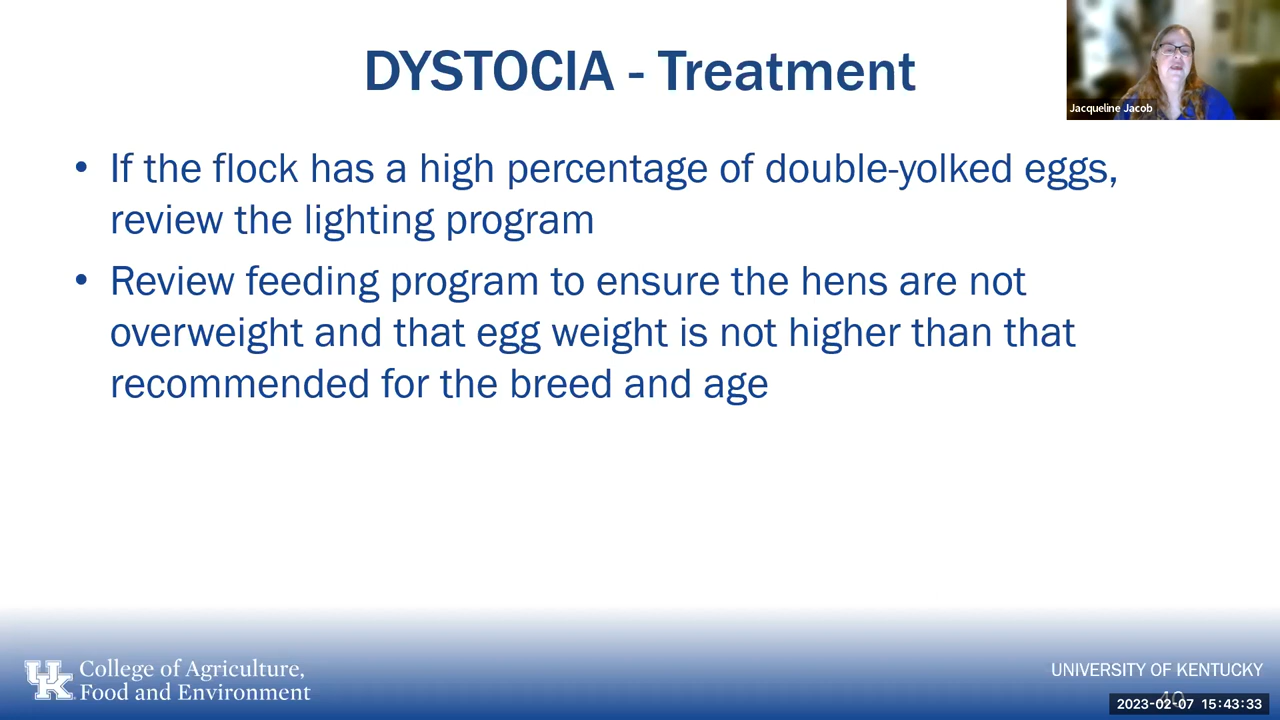 DYSTOCIA - Treatment
Jacqueline Jacob
• If the flock has a high percentage of double-yolked eggs,
review the lighting program
• Review feeding program to ensure the hens are not
overweight and that egg weight is not higher than that
recommended for the breed and age
UK College of Agriculture,
Food and Environment
UNIVERSITY OF KENTUCKY
2023-02-07 15:43:33